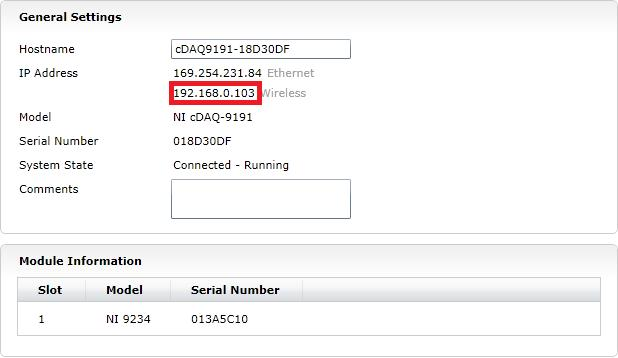 General Settings
Hostname cDAQ9191-18D30DF
IP Address 169.254.231.84 Ethernet
192.168.0.103 Wireless
Model NI cDAQ-9191
Serial Number 018D30DF
System State Connected - Running
Comments
Module Information
Slot Model Serial Number
1 NI 9234 013A5C10